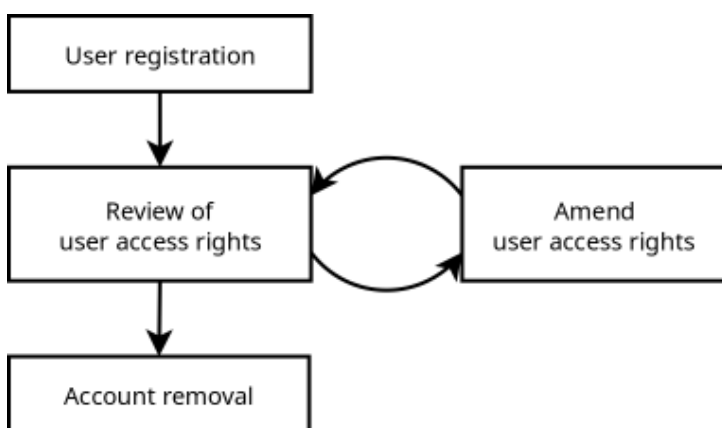 User registration
Review of
user access rights
Amend
user access rights
Account removal